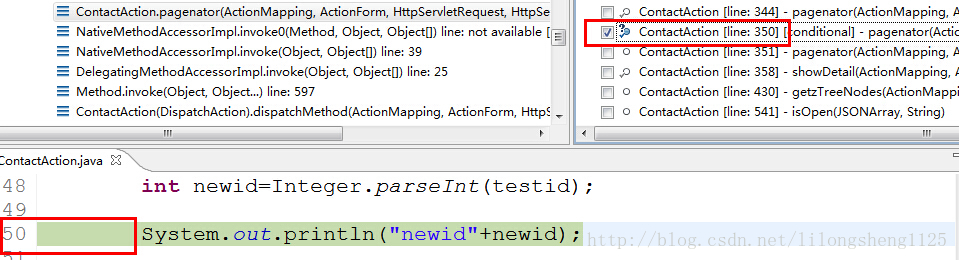 ContactAction.pagenator(ActionMapping, ActionForm, HttpServletRequest, HttpSe
NativeMethodAccessorImpl.invoke0(Method, Object, Object[]) line: not available [
NativeMethodAccessorImpl.invoke(Object, Object[]) line: 39
DelegatingMethodAccessorImpl.invoke(Object, Object[]) line: 25
Method.invoke(Object, Object...) line: 597
ContactAction(DispatchAction).dispatchMethod(ActionMapping, ActionForm, HttpS
ContactAction [line: 344] - pagenator(ActionMapping, A
ContactAction [line: 350] [conditional] - pagenator(Actio
ContactAction [line: 351] - pagenator(ActionMapping, A
ContactAction [line: 358] - showDetail(ActionMapping, A
ContactAction [line: 430] - getzTreeNodes(ActionMappin
ContactAction [line: 541] - isOpen(JSONArray, String)
ContactAction.java
48 int newid=Integer.parseInt(testid);
49
50 System.out.println("newid"+newid);
51
http://blog.csdn.net/lilongsheng1125